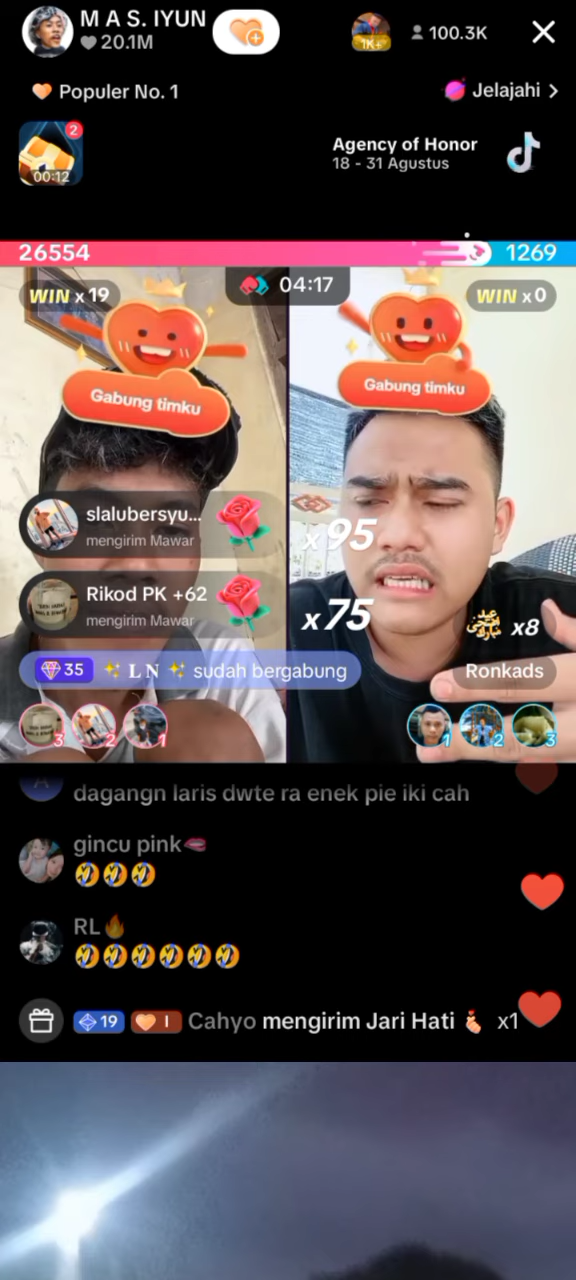 M A S. IYUN
20.1M
1K+
100.3K
Populer No. 1
Jelajahi >
2
00:12
Agency of Honor
18 - 31 Agustus
26554
1269
WIN x 19
04:17
WIN x 0
Gabung timku
Gabung timku
slalubersyu...
mengirim Mawar
x95
Rikod PK +62
mengirim Mawar
x75
x8
35 ✨ L N ✨ sudah bergabung
Ronkads
3
2
1
1
2
3
A
dagangn laris dwte ra enek pie iki cah
gincu pink🫦
🤣🤣🤣
RL🔥
🤣🤣🤣🤣🤣🤣
19 I Cahyo mengirim Jari Hati x1